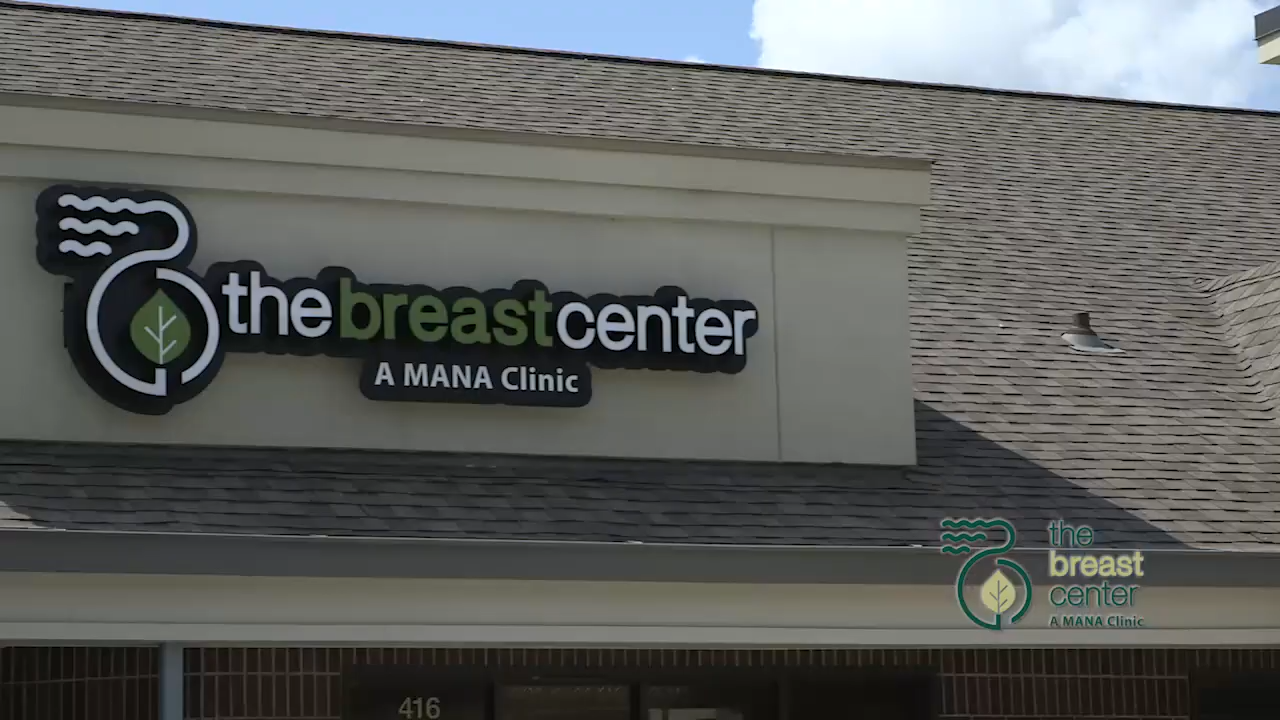 thebreastcenter
A MANA Clinic
the
breast
center
A MANA Clinic
416